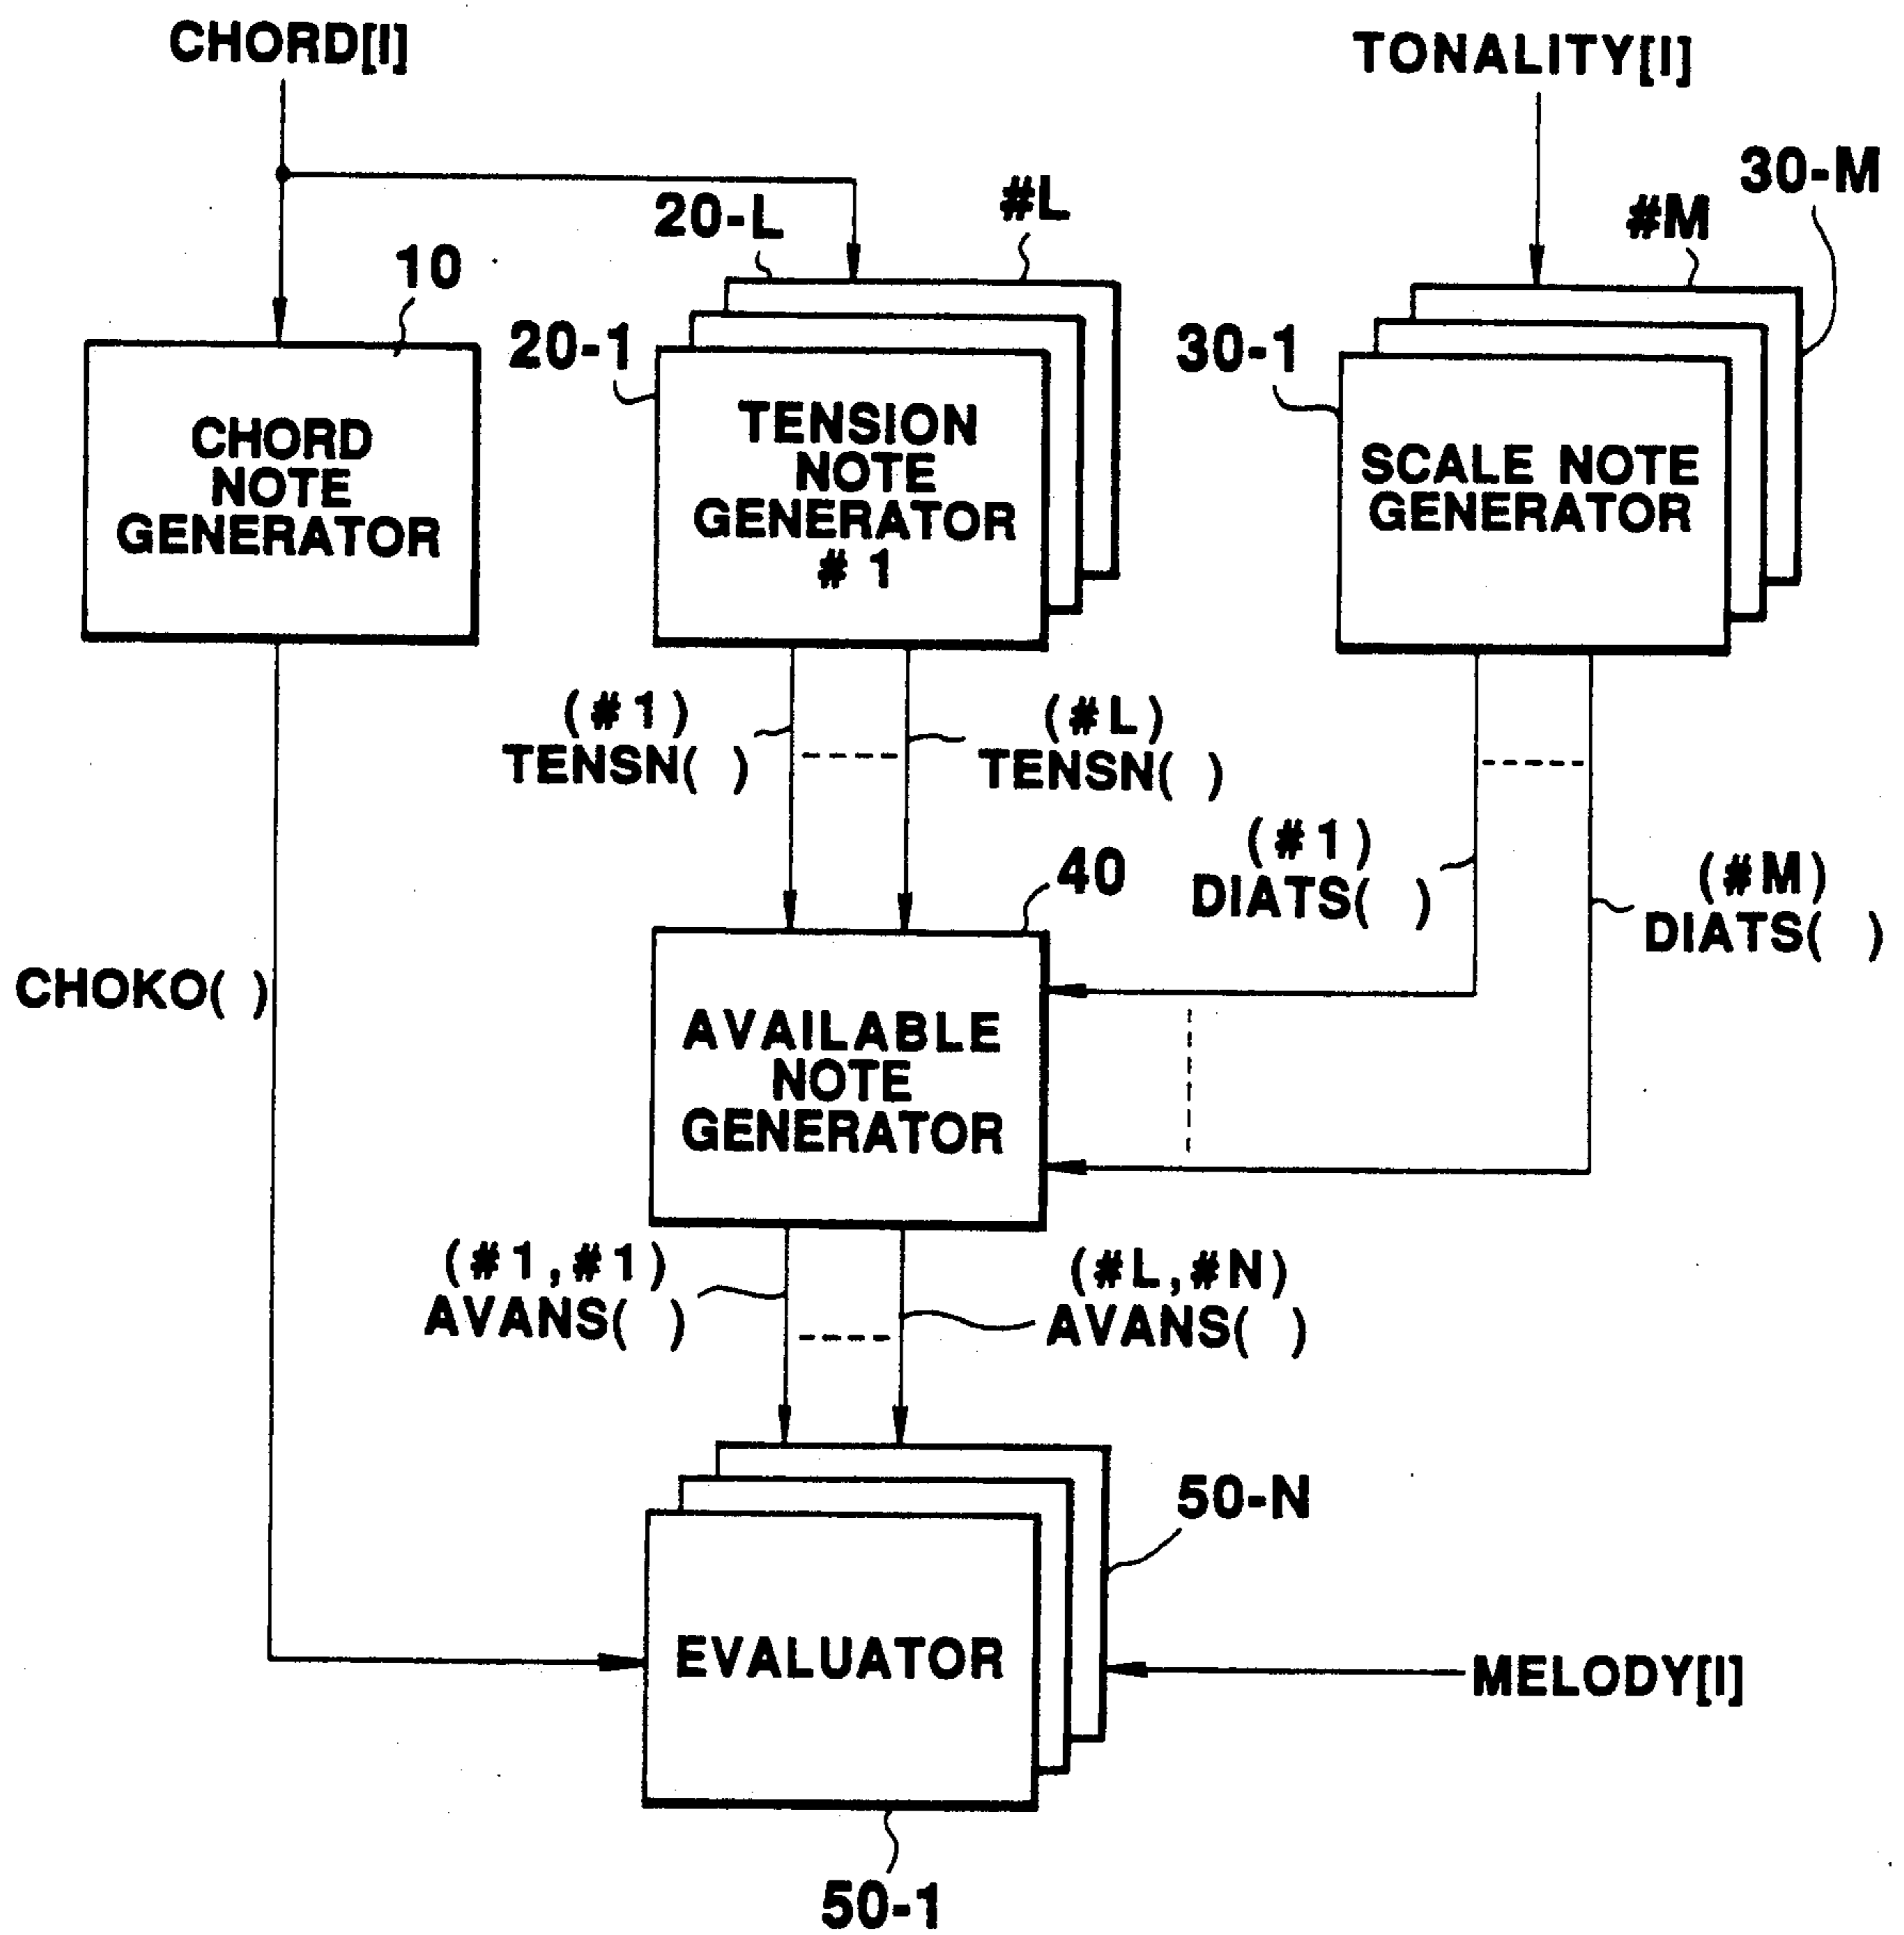 CHORD[I]
TONALITY[I]
30-M
20-L
#L
#M
10
20-1
30-1
CHORD
NOTE
GENERATOR
TENSION
NOTE
GENERATOR
#1
SCALE NOTE
GENERATOR
(#1)
TENSN( )
(#L)
TENSN( )
(#1)
DIATS( )
(#M)
DIATS( )
40
CHOKO( )
AVAILABLE
NOTE
GENERATOR
(#1,#1)
AVANS( )
(#L,#N)
AVANS( )
50-N
EVALUATOR
MELODY[I]
50-1